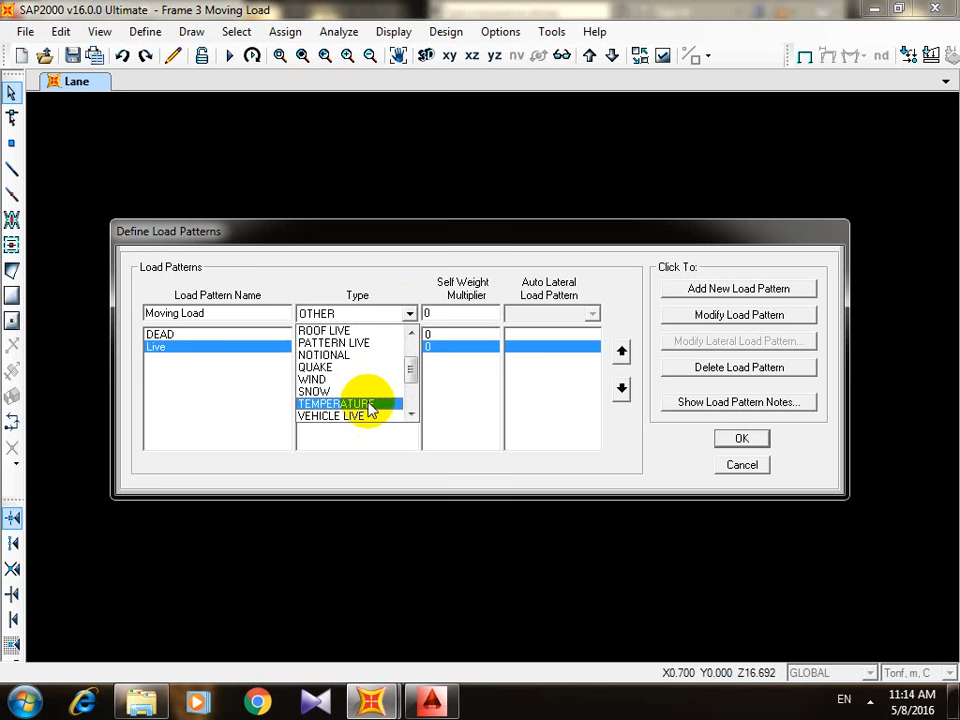 SAP2000 v16.0.0 Ultimate - Frame 3 Moving Load
File Edit View Define Draw Select Assign Analyze Display Design Options Tools Help
3D xy xz yz nv nd
Lane
Define Load Patterns
Load Patterns
Click To:
Load Pattern Name Type Self Weight Multiplier Auto Lateral Load Pattern
Moving Load OTHER 0
DEAD 0
Live 0
ROOF LIVE
PATTERN LIVE
NOTIONAL
QUAKE
WIND
SNOW
TEMPERATURE
VEHICLE LIVE
Add New Load Pattern
Modify Load Pattern
Modify Lateral Load Pattern...
Delete Load Pattern
Show Load Pattern Notes...
OK
Cancel
X0.700 Y0.000 Z16.692 GLOBAL Tonf, m, C
EN 11:14 AM
5/8/2016